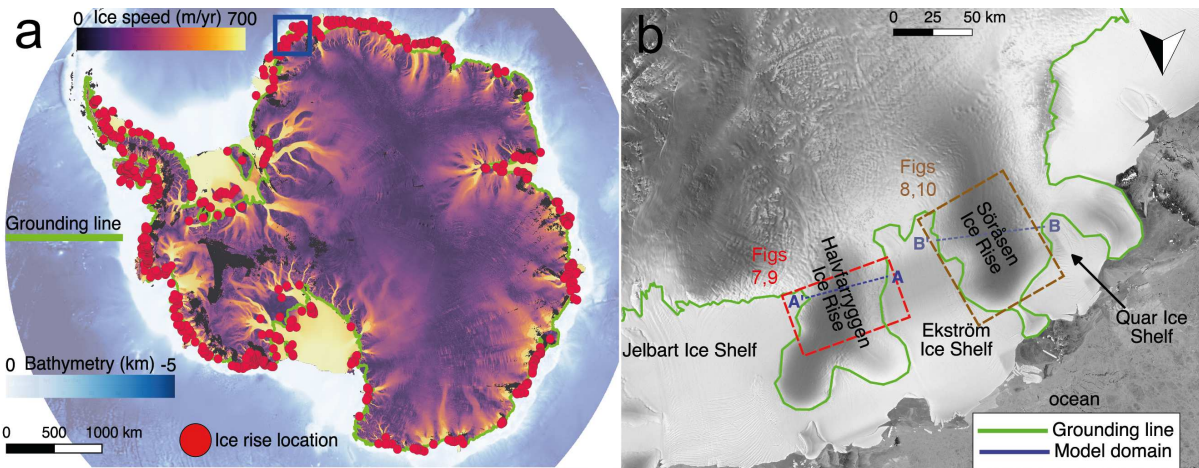 a
0 Ice speed (m/yr) 700
Grounding line
0 Bathymetry (km) -5
0 500 1000 km
Ice rise location
b
0 25 50 km
Figs
8,10
Söråsen
Ice Rise
B'
B
Figs
7,9
Halvfarryggen
Ice Rise
A'
A
Jelbart Ice Shelf
Ekström
Ice Shelf
Quar Ice
Shelf
ocean
Grounding line
Model domain